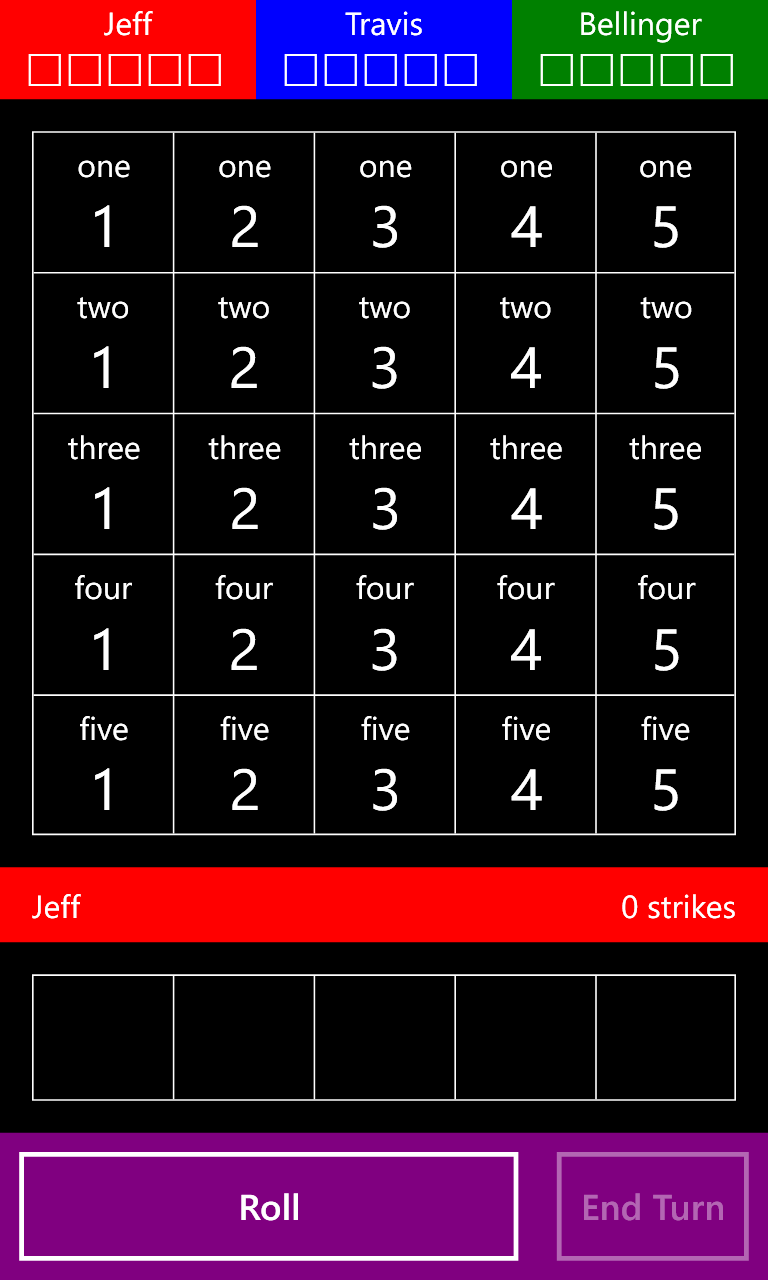 Jeff Travis Bellinger
one one one one one
1 2 3 4 5
two two two two two
1 2 3 4 5
three three three three three
1 2 3 4 5
four four four four four
1 2 3 4 5
five five five five five
1 2 3 4 5
Jeff 0 strikes
Roll End Turn